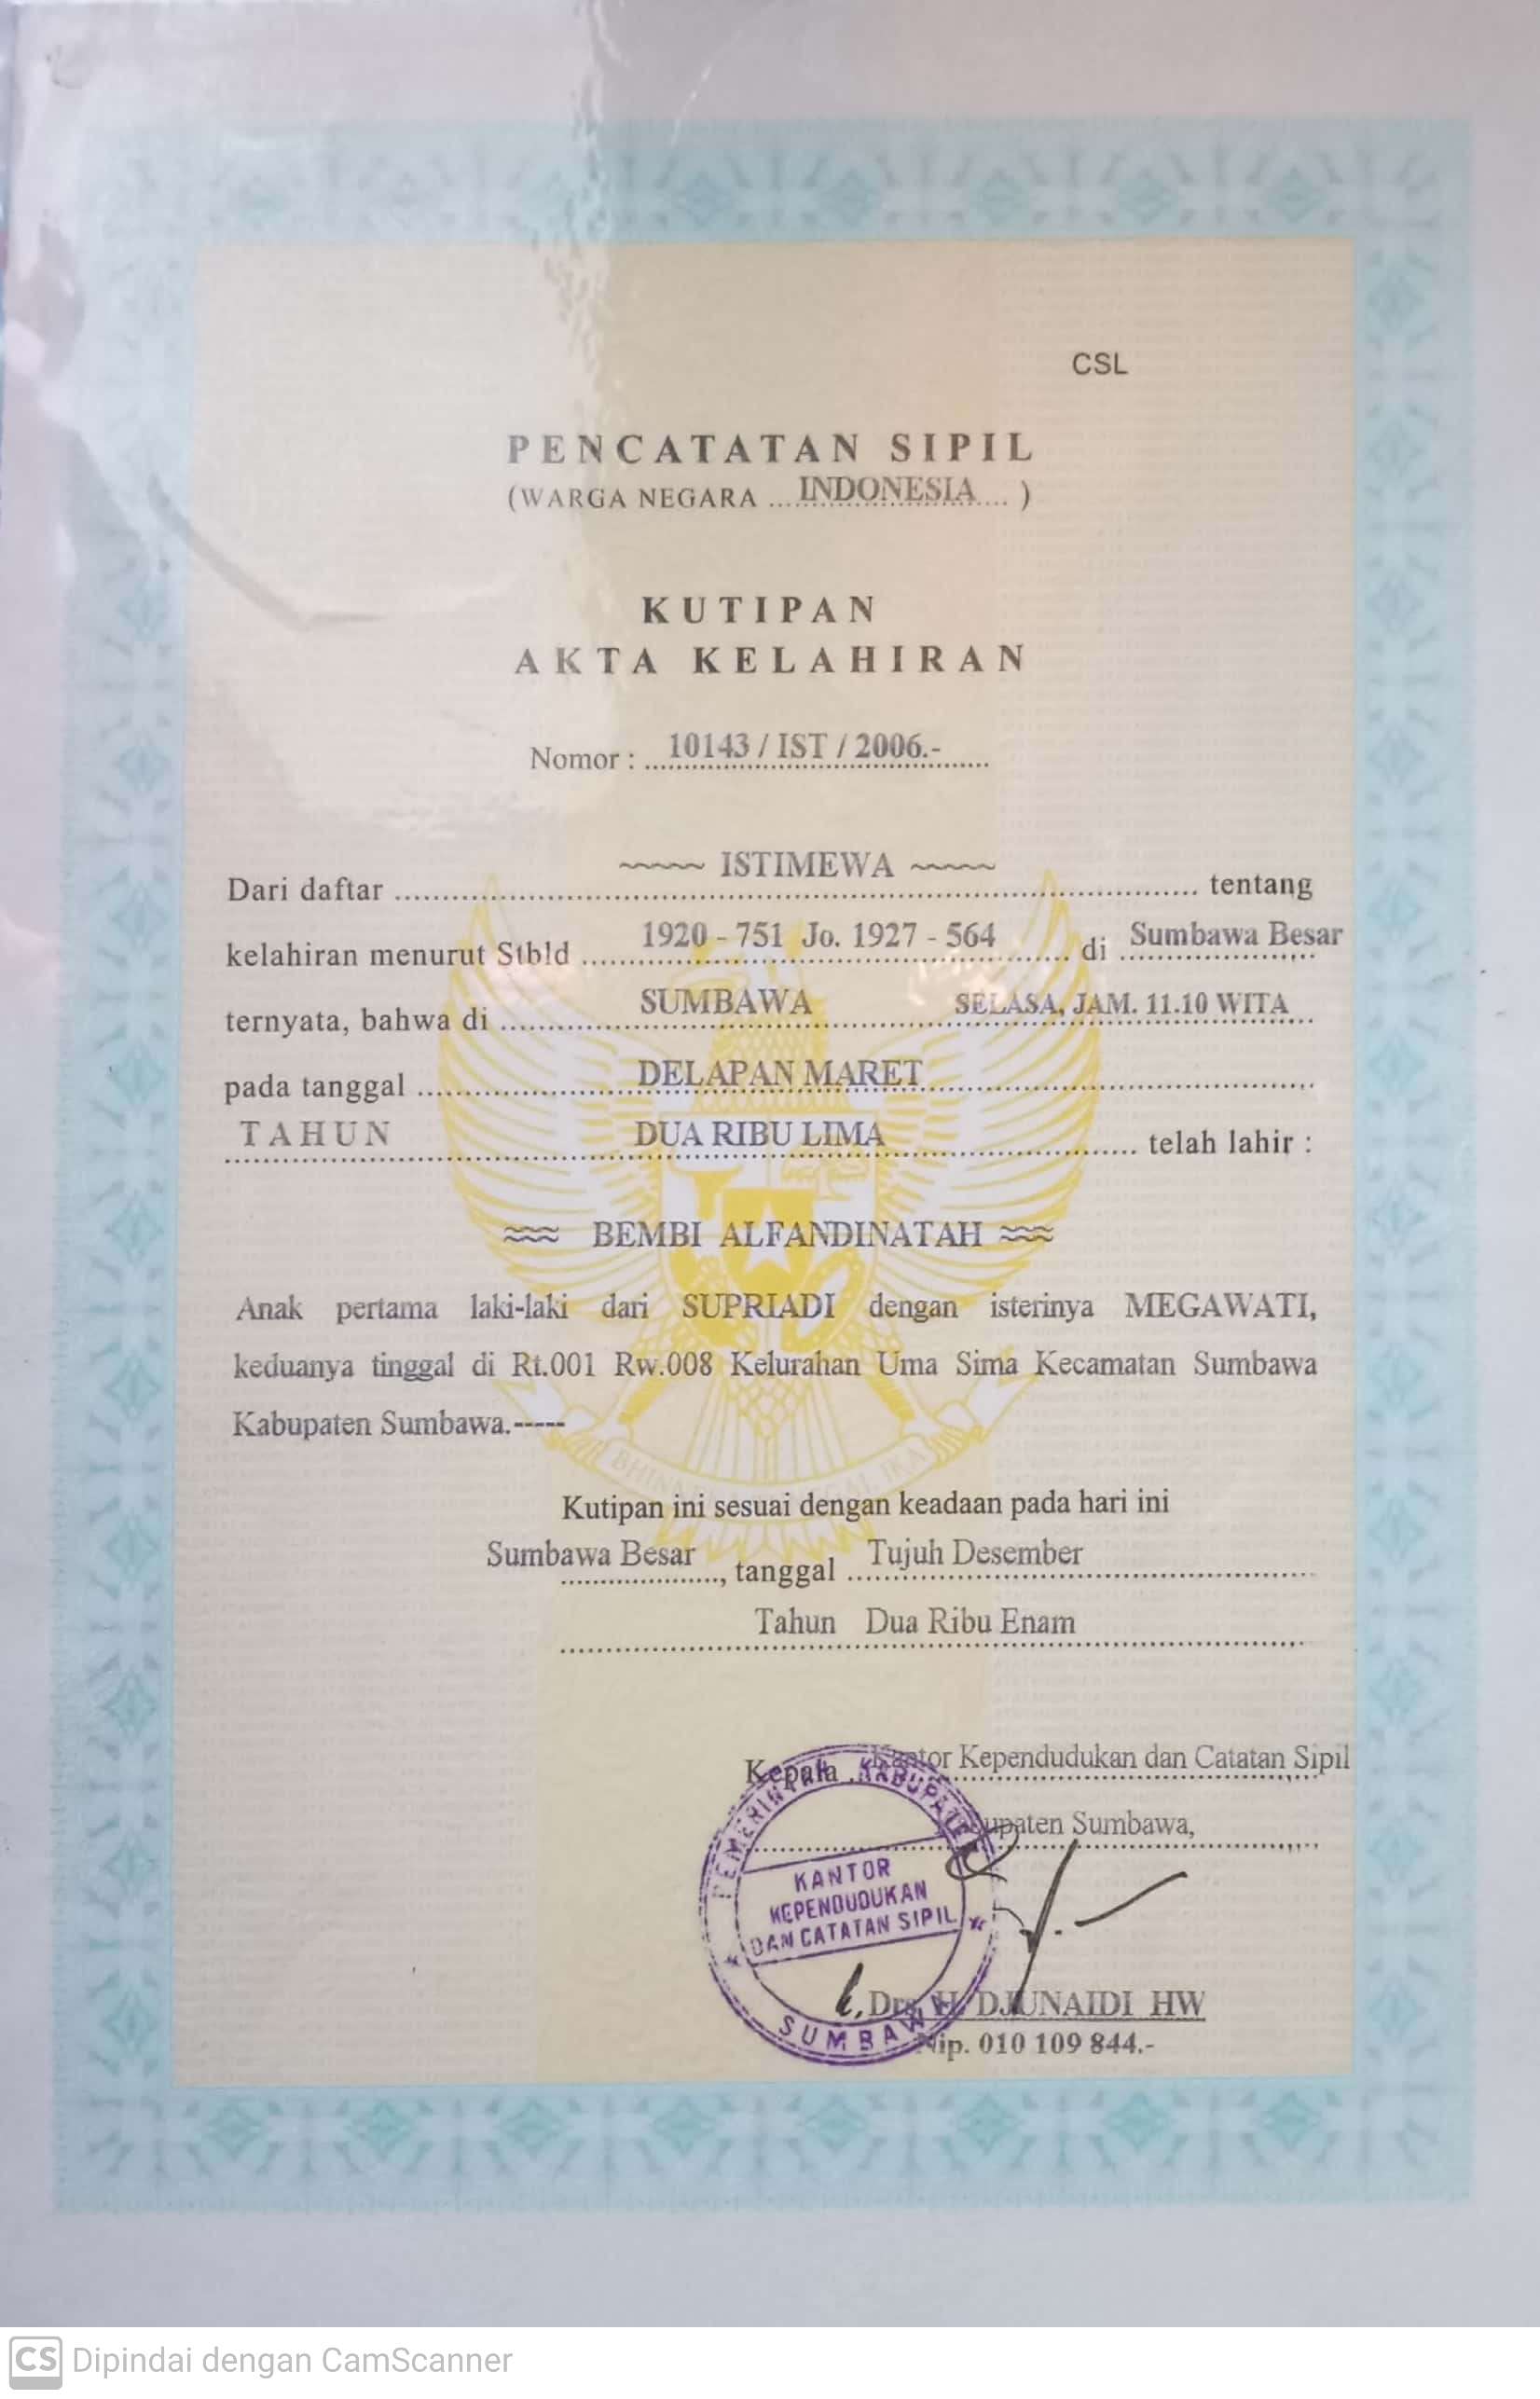 CSL
PENCATATAN SIPIL
(WARGA NEGARA ... INDONESIA .... )
KUTIPAN
AKTA KELAHIRAN
Nomor : 10143 / IST / 2006.-
Dari daftar ~~~~~ ISTIMEWA ~~~~~ tentang
kelahiran menurut Stbld 1920 - 751 Jo. 1927 - 564 di Sumbawa Besar
ternyata, bahwa di SUMBAWA SELASA, JAM. 11.10 WITA
pada tanggal DELAPAN MARET
TAHUN DUA RIBU LIMA telah lahir :
≈≈≈ BEMBI ALFANDINATAH ≈≈≈
Anak pertama laki-laki dari SUPRIADI dengan isterinya MEGAWATI,
keduanya tinggal di Rt.001 Rw.008 Kelurahan Uma Sima Kecamatan Sumbawa
Kabupaten Sumbawa.-----
BHIN IKA
Kutipan ini sesuai dengan keadaan pada hari ini
Sumbawa Besar, tanggal Tujuh Desember
Tahun Dua Ribu Enam
Kepala Kantor Kependudukan dan Catatan Sipil
Sumbawa,
PEMERINTAH KABUPATEN
KANTOR
KEPENDUDUKAN
DAN CATATAN SIPIL
SUMBAWA
Drs. H. DJUNAIDI HW
Nip. 010 109 844.-
CS Dipindai dengan CamScanner